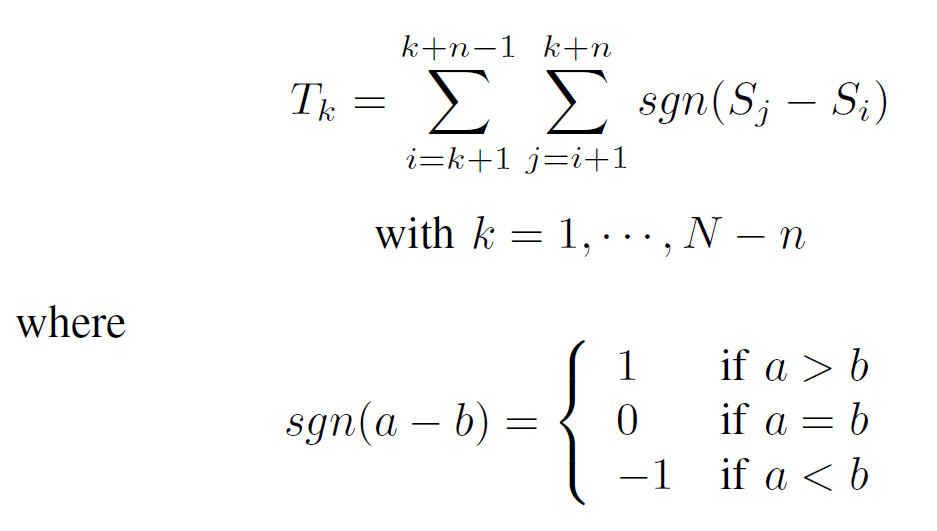 T_k = \sum_{i=k+1}^{k+n-1} \sum_{j=i+1}^{k+n} sgn(S_j − S_i)
with k = 1, · · · , N − n
where
sgn(a − b) = { 1 if a > b
0 if a = b
−1 if a < b